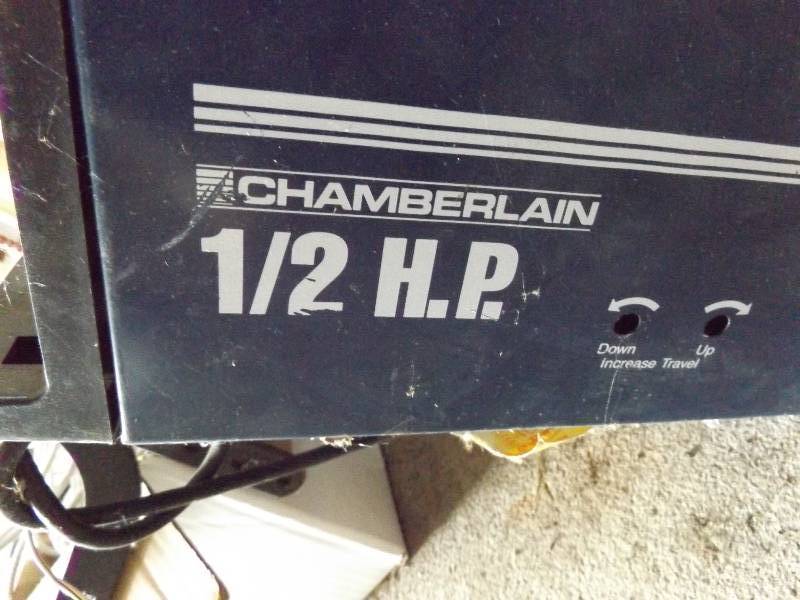 CHAMBERLAIN
1/2 H.P.
Down Up
Increase Travel